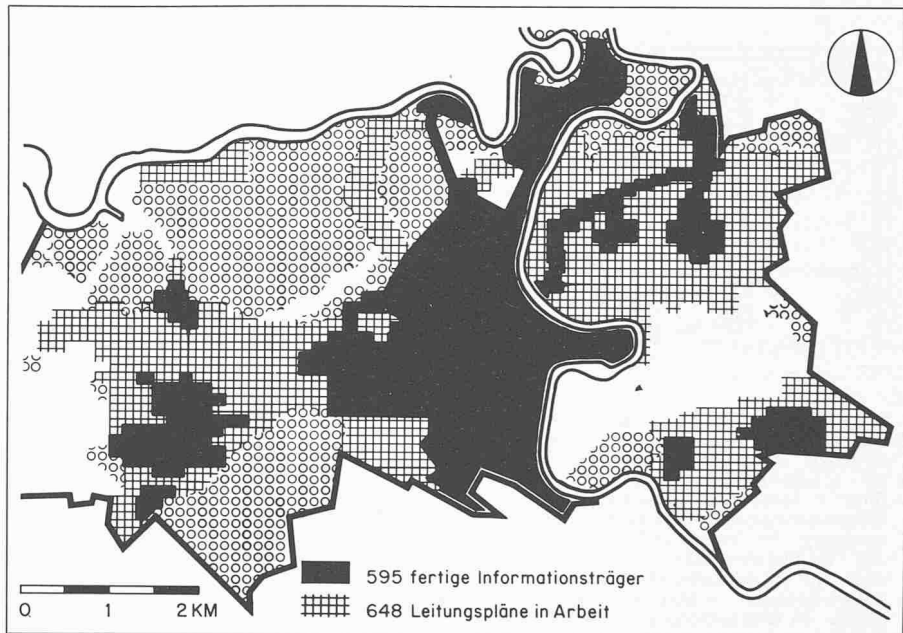 595 fertige Informationsträger
648 Leitungspläne in Arbeit
0 1 2 KM